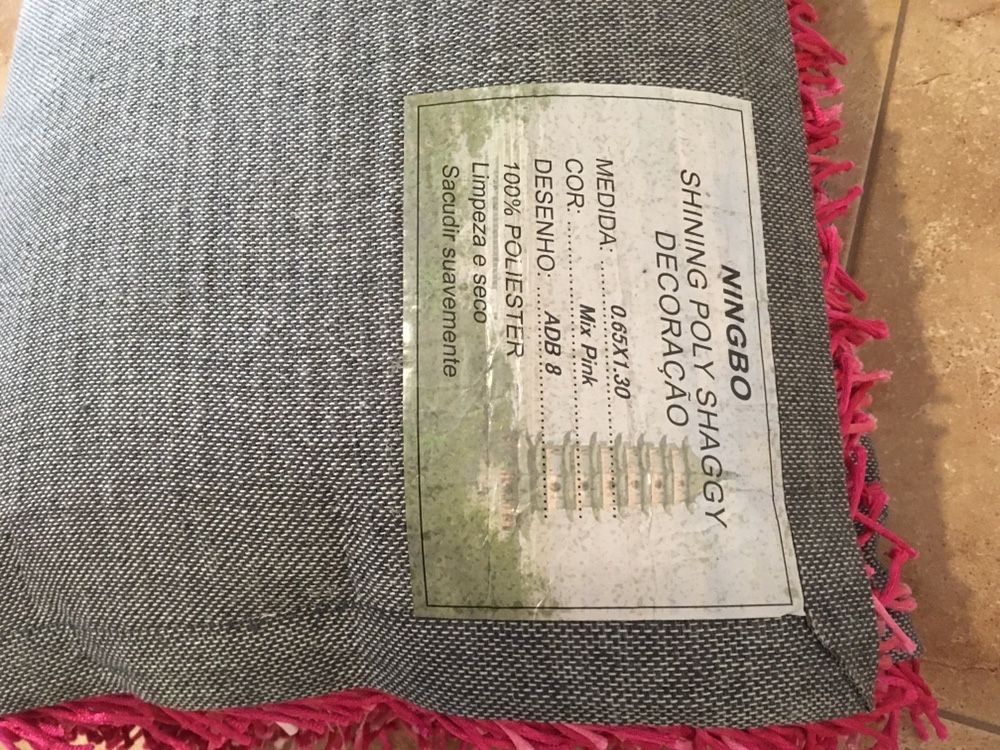 NINGBO
SHINING POLY SHAGGY
DECORAÇÃO
MEDIDA: ............0.65X1.30............
COR: ............Mix Pink............
DESENHO: ......ADB 8............
100% POLIESTER
Limpeza e seco
Sacudir suavemente